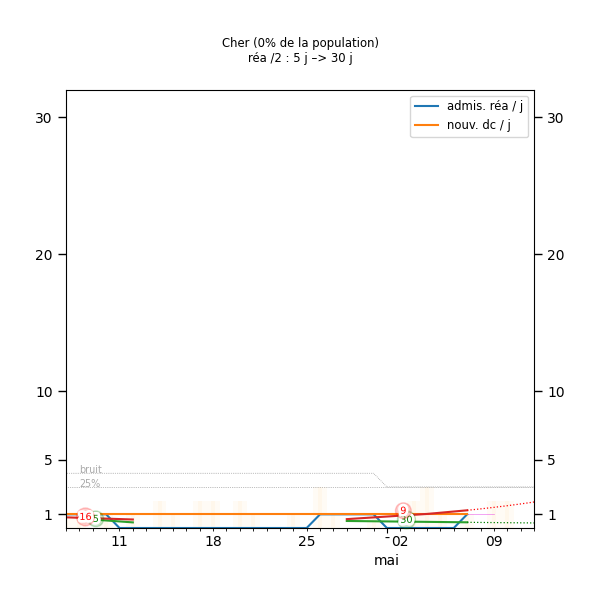 Cher (0% de la population)
réa /2 : 5 j –> 30 j
admis. réa / j
nouv. dc / j
30 30
20 20
10 10
5 5
bruit
25%
1 1
16 5 9 30
11 18 25 02 09
mai